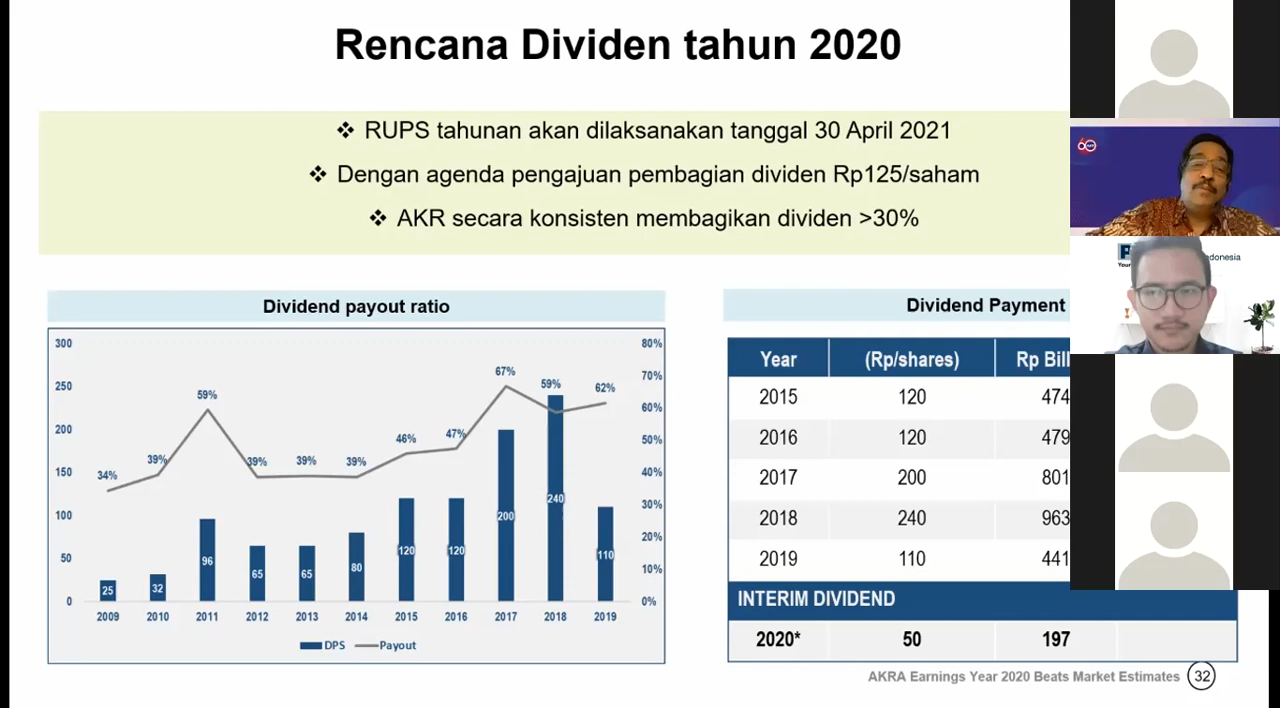 Rencana Dividen tahun 2020
❖ RUPS tahunan akan dilaksanakan tanggal 30 April 2021
❖ Dengan agenda pengajuan pembagian dividen Rp125/saham
❖ AKR secara konsisten membagikan dividen >30%
Dividend payout ratio
300 80%
250 70%
200 60%
150 50%
100 40%
50 30%
0 20%
10%
0%
34% 39% 59% 39% 39% 39% 46% 47% 67% 59% 62%
25 32 96 65 65 80 120 120 200 240 110
2009 2010 2011 2012 2013 2014 2015 2016 2017 2018 2019
DPS Payout
Dividend Payment
Year (Rp/shares) Rp Bill
2015 120 474
2016 120 479
2017 200 801
2018 240 963
2019 110 441
INTERIM DIVIDEND
2020* 50 197
AKRA Earnings Year 2020 Beats Market Estimates 32
60